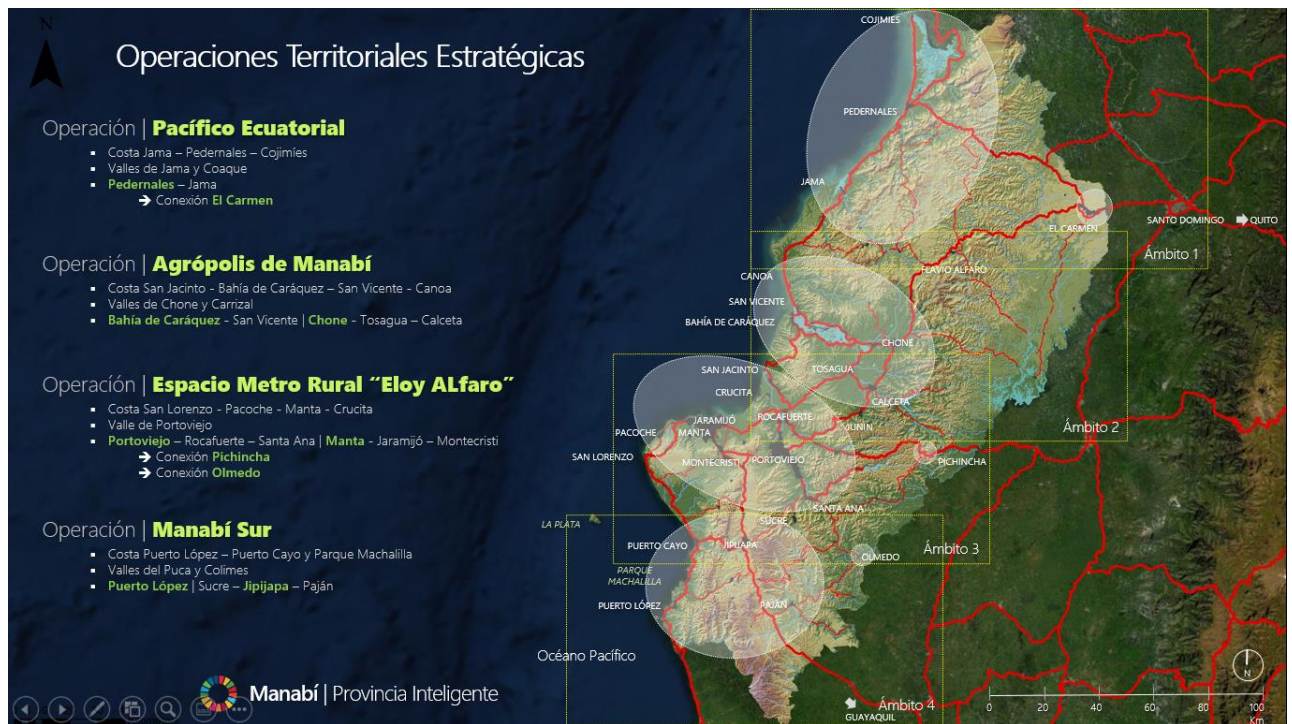 N
Operaciones Territoriales Estratégicas
Operación | Pacífico Ecuatorial
Costa Jama – Pedernales – Cojimíes
Valles de Jama y Coaque
Pedernales – Jama
→ Conexión El Carmen
Operación | Agrópolis de Manabí
Costa San Jacinto - Bahía de Caráquez – San Vicente - Canoa
Valles de Chone y Carrizal
Bahía de Caráquez - San Vicente | Chone - Tosagua – Calceta
Operación | Espacio Metro Rural “Eloy ALfaro”
Costa San Lorenzo - Pacoche - Manta - Crucita
Valle de Portoviejo
Portoviejo – Rocafuerte – Santa Ana | Manta - Jaramijó – Montecristi
→ Conexión Pichincha
→ Conexión Olmedo
Operación | Manabí Sur
Costa Puerto López – Puerto Cayo y Parque Machalilla
Valles del Puca y Colimes
Puerto López | Sucre – Jipijapa – Paján
Manabí | Provincia Inteligente
COJIMIES
PEDERNALES
JAMA
EL CARMEN
SANTO DOMINGO
QUITO
Ámbito 1
FLAVIO ALFARO
CANOA
SAN VICENTE
BAHÍA DE CARÁQUEZ
CHONE
SAN JACINTO
TOSAGUA
CRUCITA
CALCETA
ROCAFUERTE
JARAMIJÓ
JUNIN
Ámbito 2
PACOCHE
MANTA
SAN LORENZO
MONTECRISTI
PORTOVIEJO
PICHINCHA
SANTA ANA
LA PLATA
SUCRE
PUERTO CAYO
JIPIJAPA
Ámbito 3
OLMEDO
PARQUE
MACHALILLA
PUERTO LÓPEZ
PAJÁN
Océano Pacífico
N
Ámbito 4
GUAYAQUIL
0 20 40 60 80 100
Km